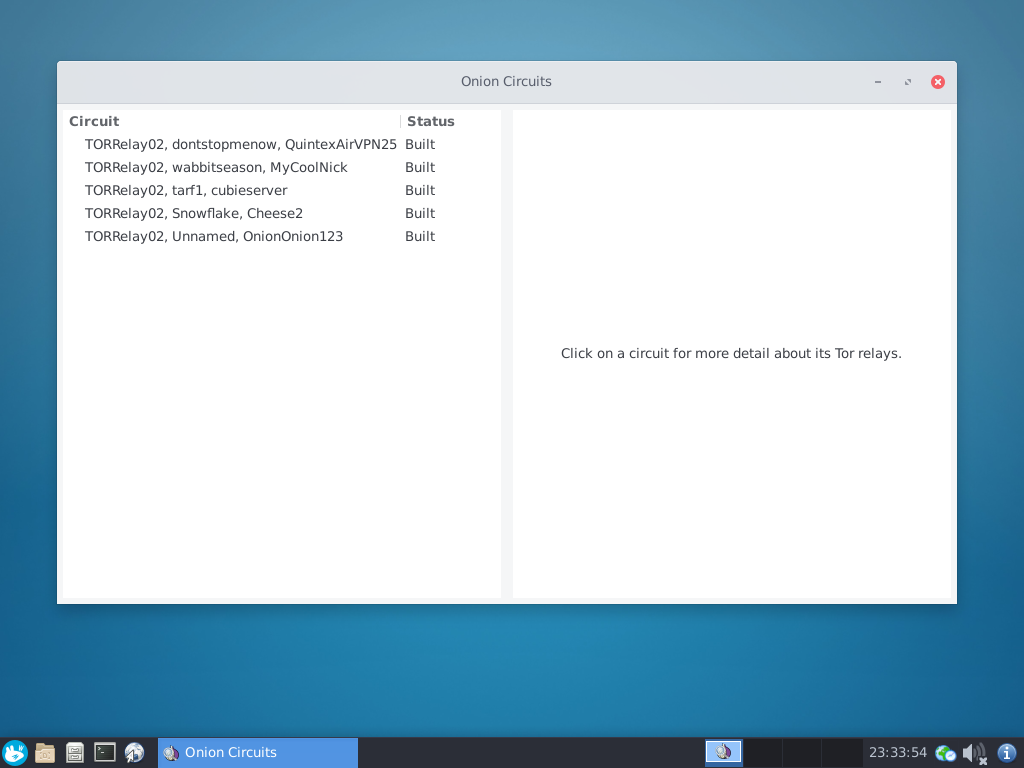 Onion Circuits
Circuit Status
TORRelay02, dontstopmenow, QuintexAirVPN25 Built
TORRelay02, wabbitseason, MyCoolNick Built
TORRelay02, tarf1, cubieserver Built
TORRelay02, Snowflake, Cheese2 Built
TORRelay02, Unnamed, OnionOnion123 Built
Click on a circuit for more detail about its Tor relays.
Onion Circuits
23:33:54